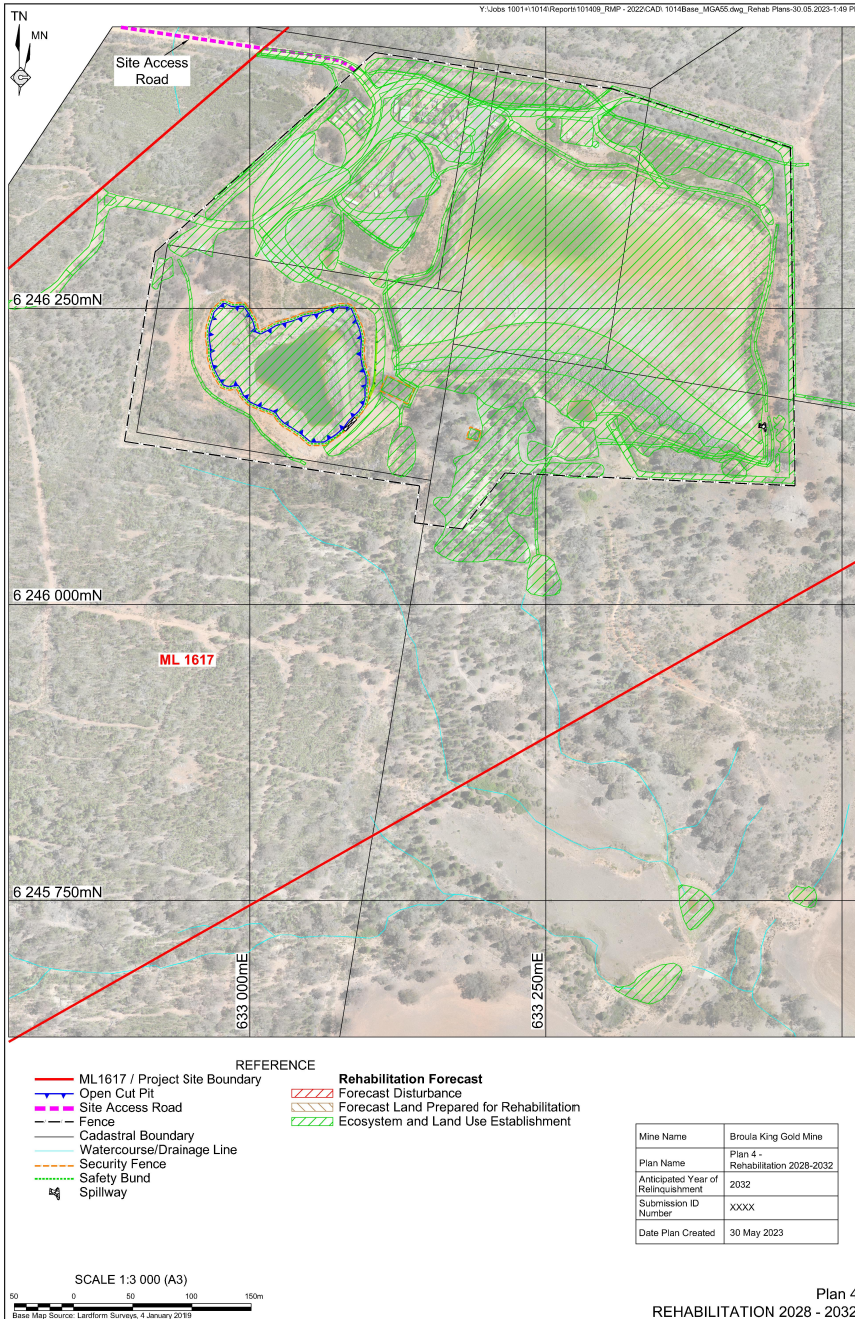 Y:\Jobs 1001+\1014\Reports\101409_RMP - 2022\CAD\ 1014Base_MGA55.dwg_Rehab Plans-30.05.2023-1:49 P
TN
MN
Site Access
Road
6 246 250mN
6 246 000mN
ML 1617
6 245 750mN
633 000mE
633 250mE
REFERENCE
ML1617 / Project Site Boundary
Open Cut Pit
Site Access Road
Fence
Cadastral Boundary
Watercourse/Drainage Line
Security Fence
Safety Bund
Spillway
Rehabilitation Forecast
Forecast Disturbance
Forecast Land Prepared for Rehabilitation
Ecosystem and Land Use Establishment
Mine Name Broula King Gold Mine
Plan Name Plan 4 -
Rehabilitation 2028-2032
Anticipated Year of
Relinquishment 2032
Submission ID
Number XXXX
Date Plan Created 30 May 2023
SCALE 1:3 000 (A3)
50 0 50 100 150m
Base Map Source: Lardform Surveys, 4 January 2019
Plan 4
REHABILITATION 2028 - 2032